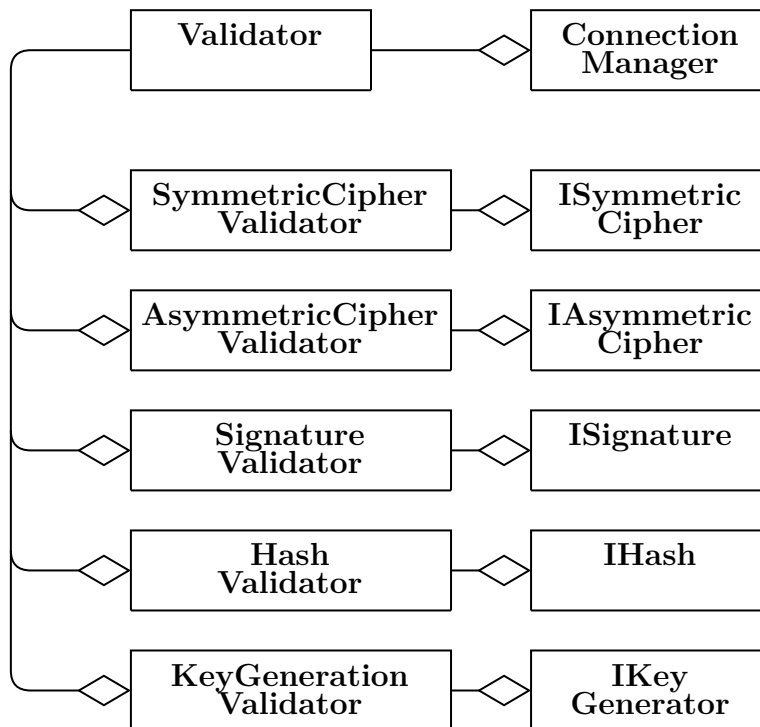 Validator
Connection
Manager
SymmetricCipher
Validator
ISymmetric
Cipher
AsymmetricCipher
Validator
IAsymmetric
Cipher
Signature
Validator
ISignature
Hash
Validator
IHash
KeyGeneration
Validator
IKey
Generator